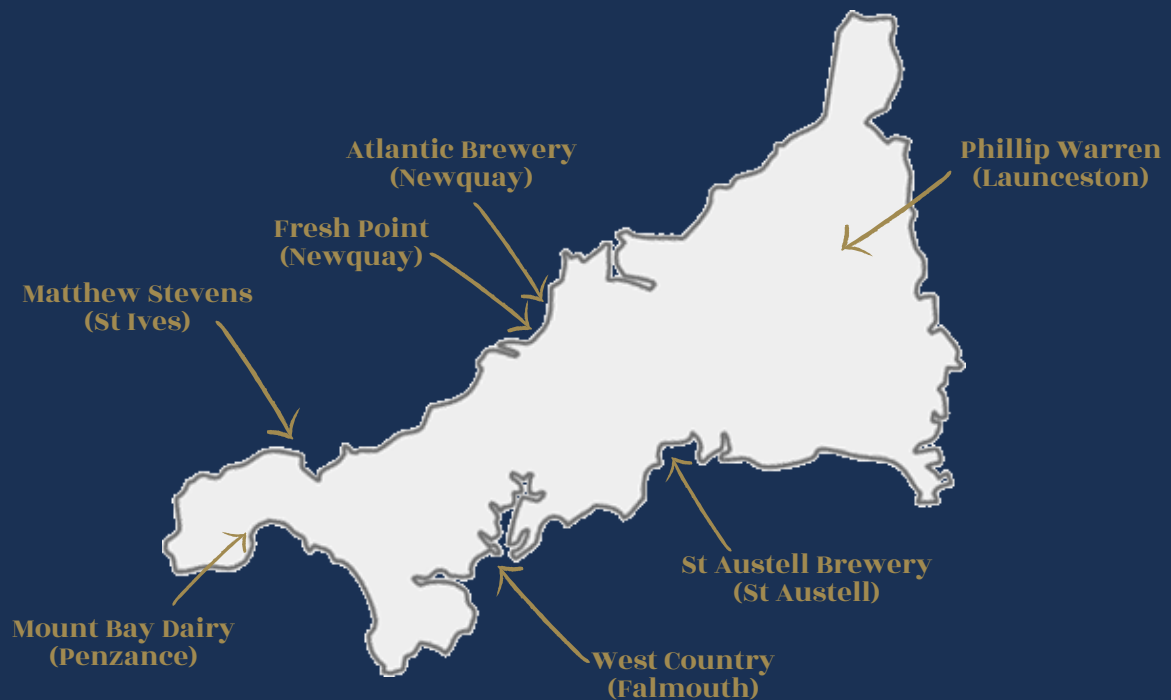 Atlantic Brewery
(Newquay)
Phillip Warren
(Launceston)
Fresh Point
(Newquay)
Matthew Stevens
(St Ives)
St Austell Brewery
(St Austell)
Mount Bay Dairy
(Penzance)
West Country
(Falmouth)